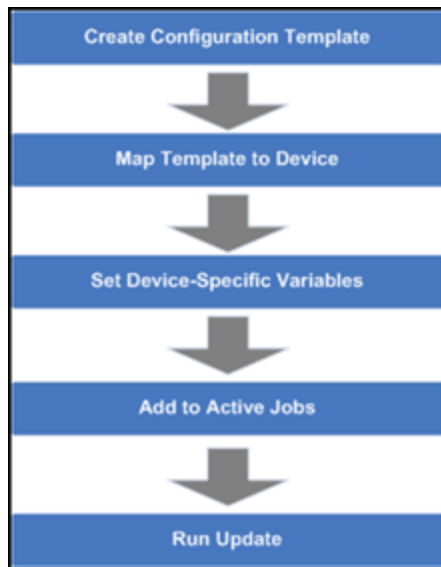 Create Configuration Template
Map Template to Device
Set Device-Specific Variables
Add to Active Jobs
Run Update